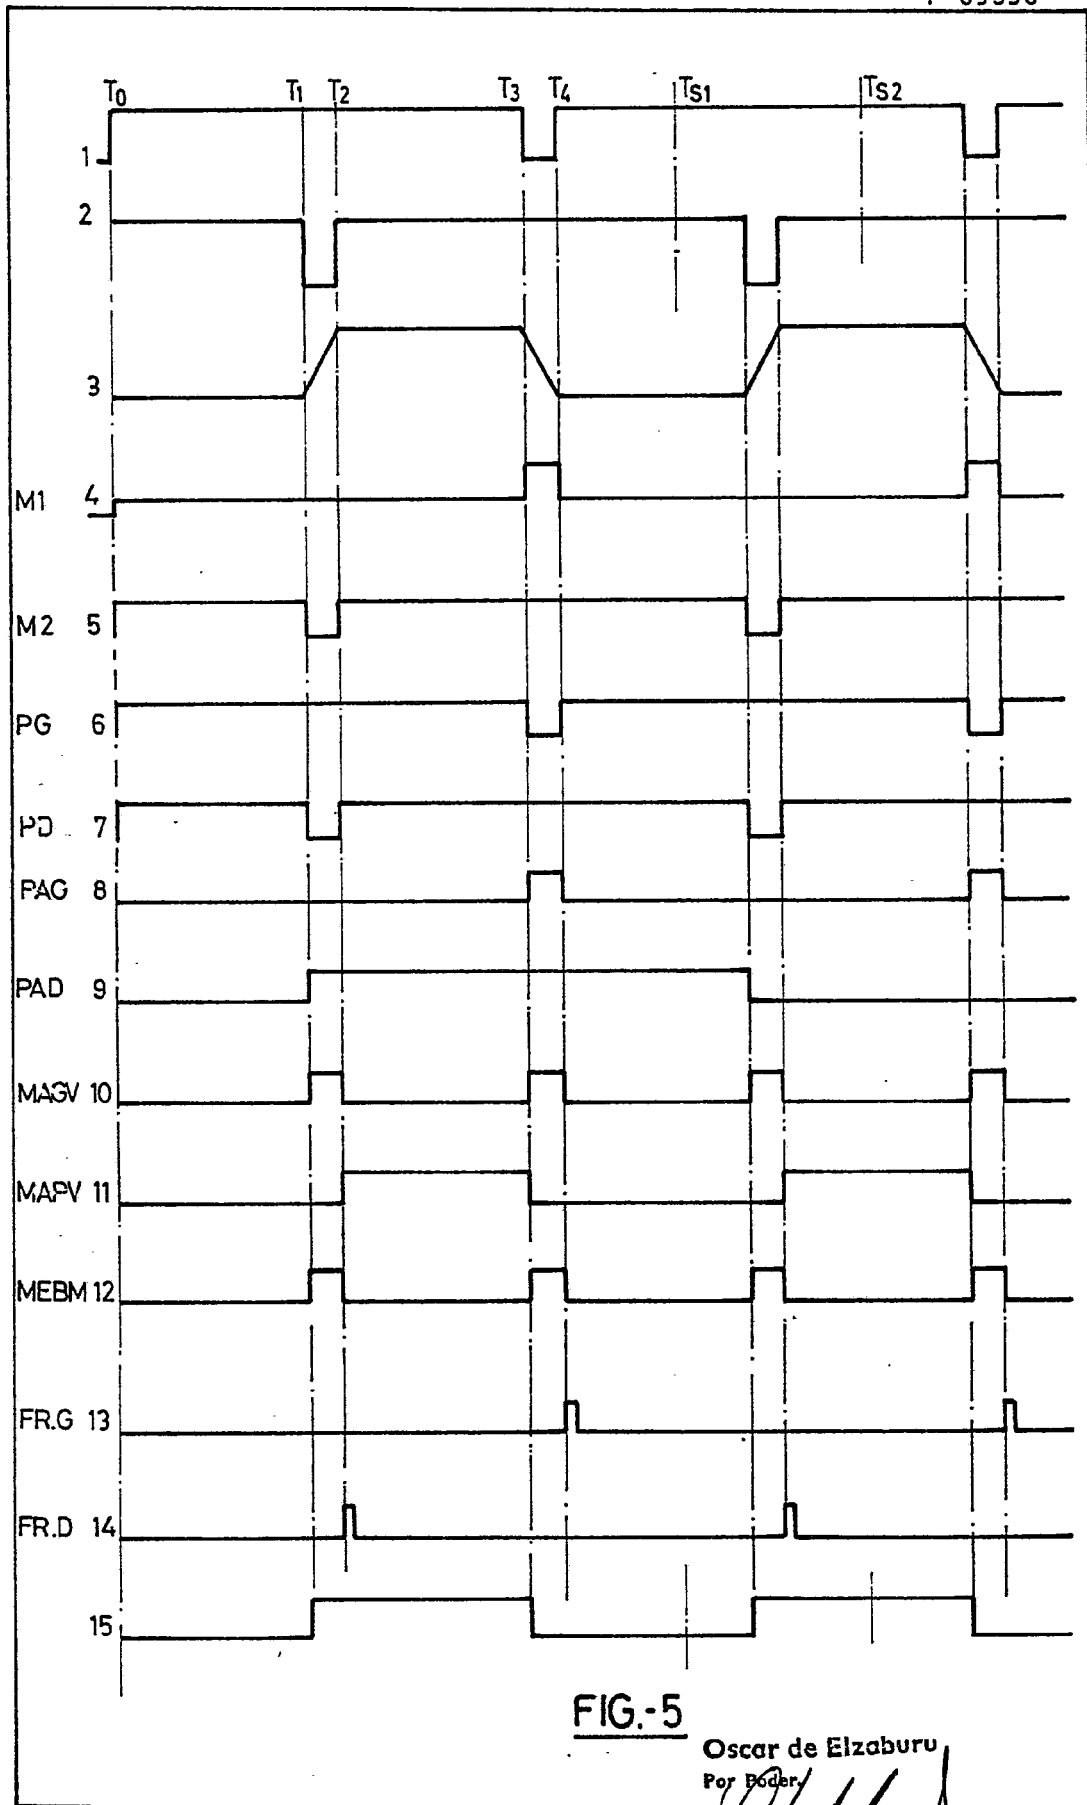 T0 T1 T2 T3 T4 TS1 TS2
1
2
3
M1 4
M2 5
PG 6
PD 7
PAG 8
PAD 9
MAGV 10
MAPV 11
MEBM 12
FR.G 13
FR.D 14
15
FIG.-5
Oscar de Elzaburu
Por Poder.